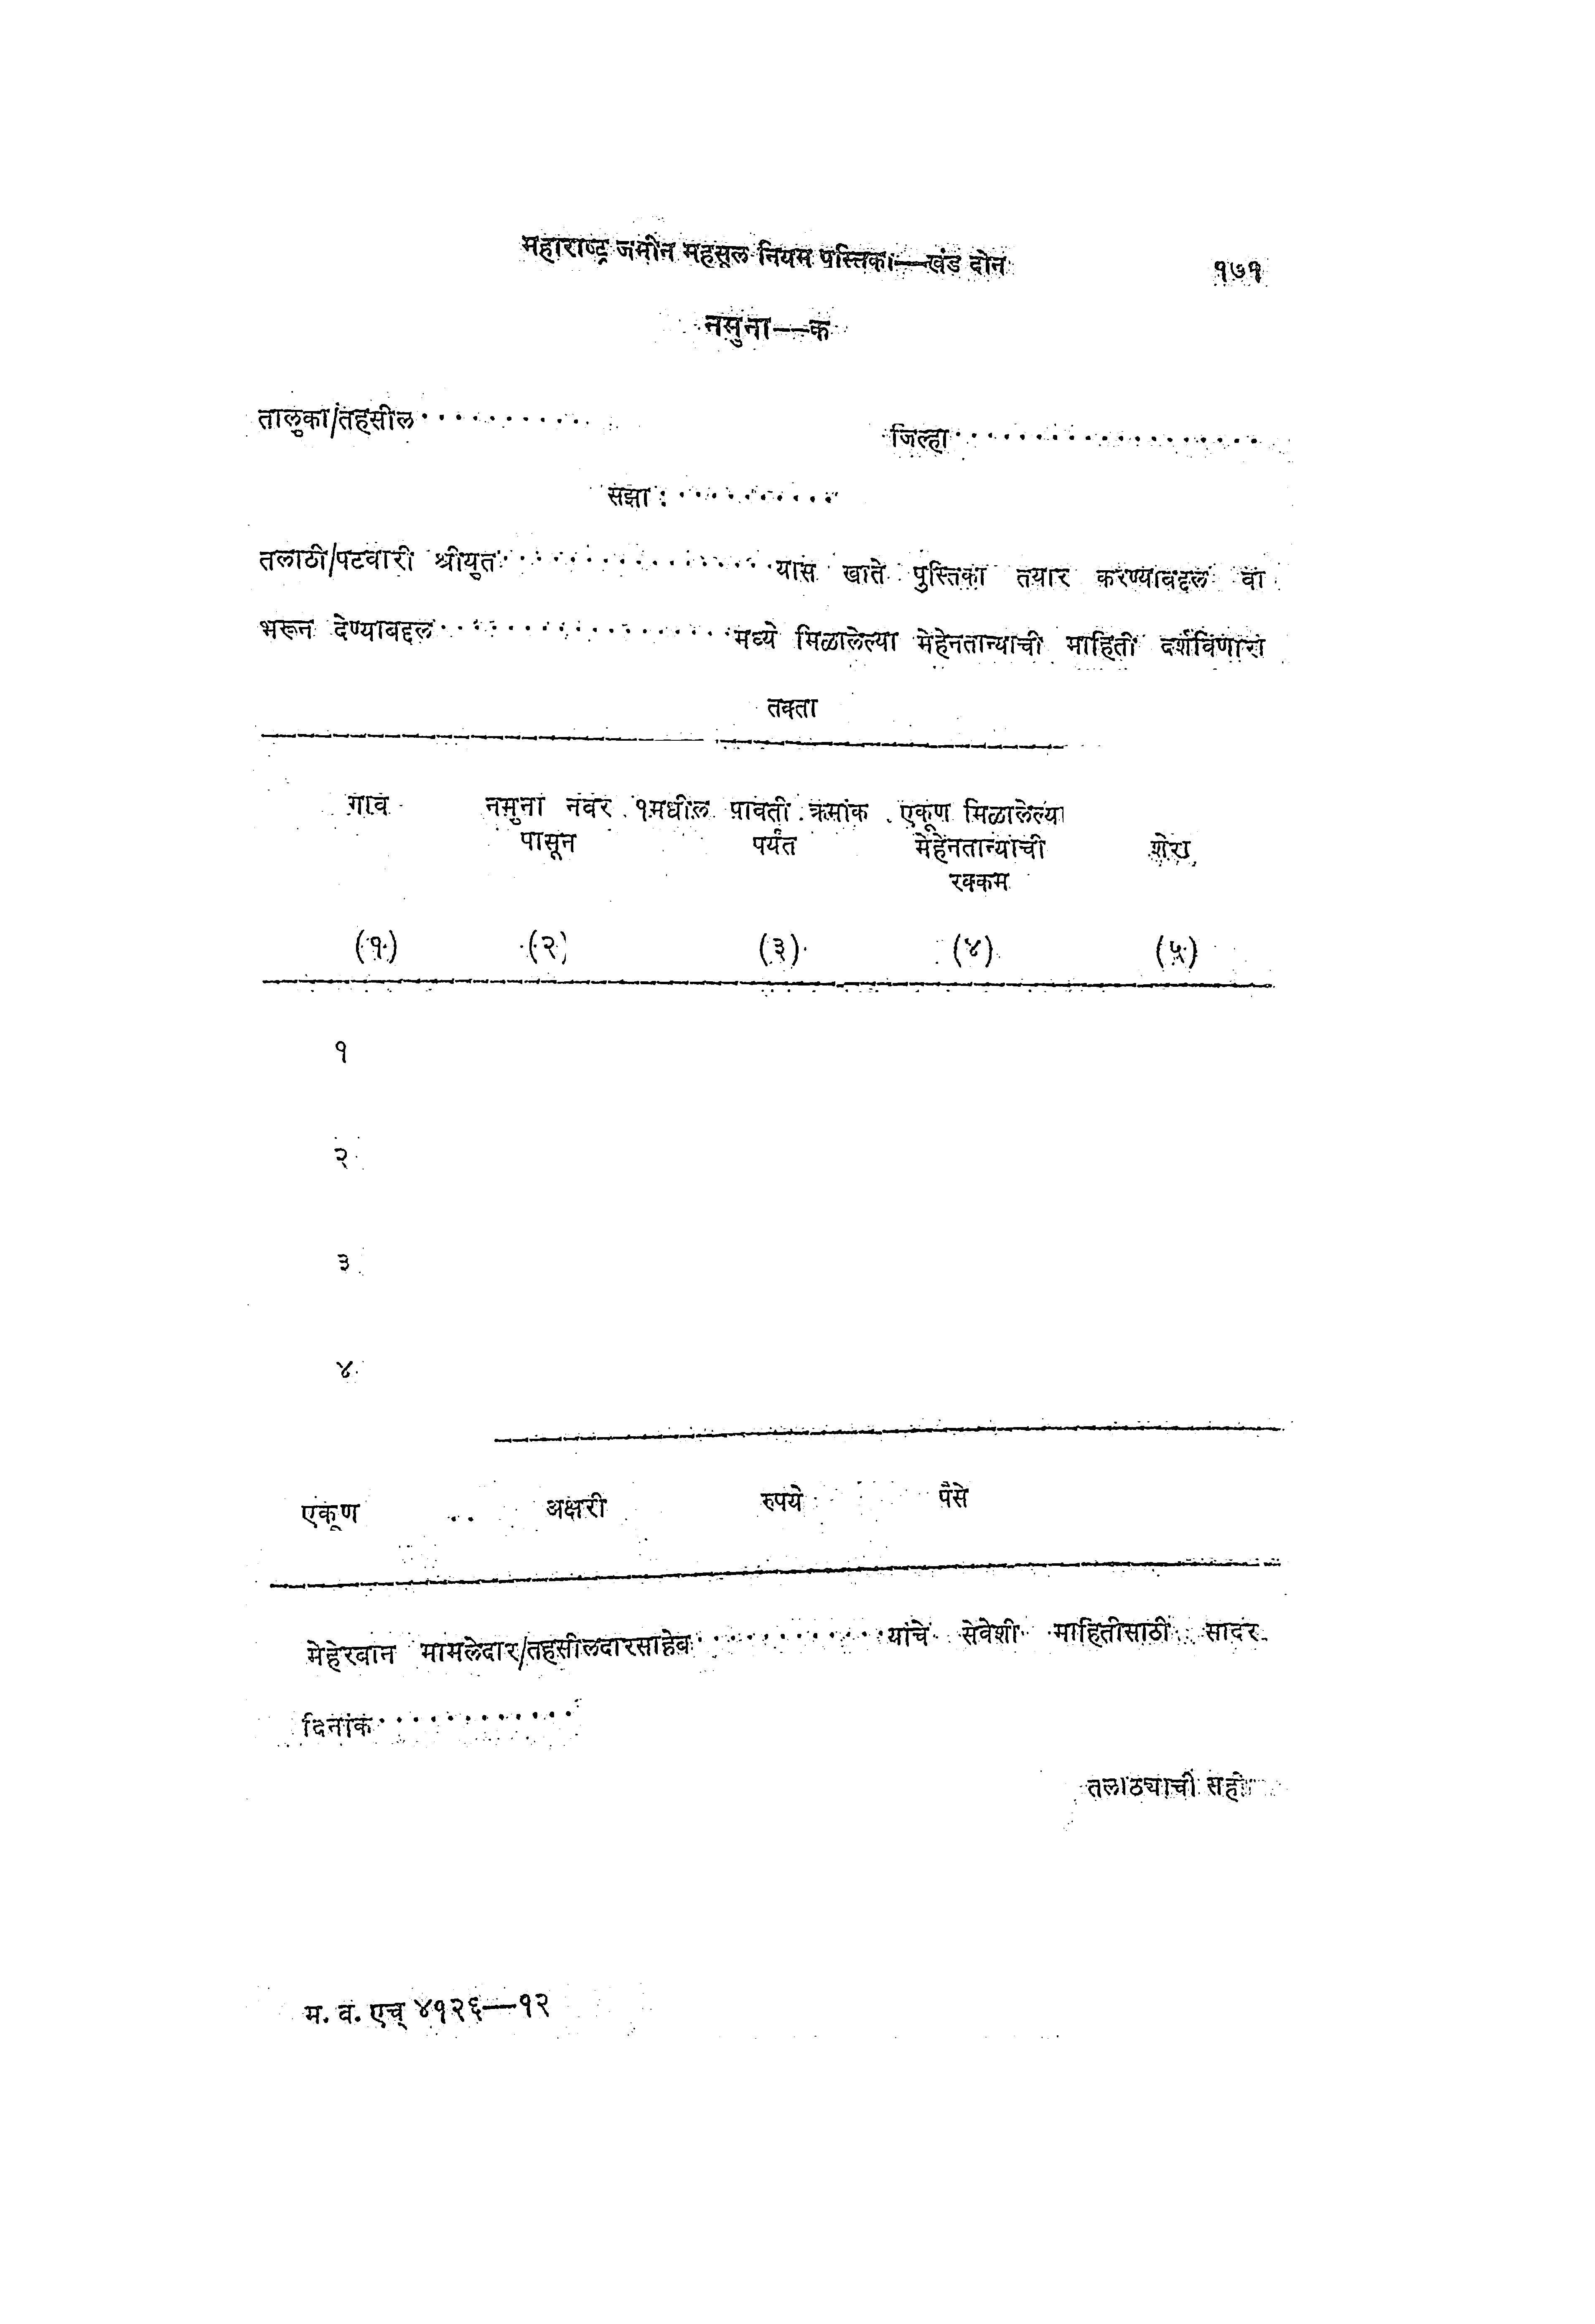 महाराष्ट्र जमीन महसूल नियम पुस्तिका—खंड दोन १७१
नमुना—क
तालुका/तहसील........... जिल्हा...................
सझा :..........
तलाठी/पटवारी श्रीयुत.................यास खाते पुस्तिका तयार करण्याबद्दल वा
भरून देण्याबद्दल..................मध्ये मिळालेल्या मेहेनतान्याची माहिती दर्शविणारा
तक्ता
गाव नमुना नंबर १मधील पावती क्रमांक एकूण मिळालेल्या
पासून पर्यंत मेहेनतान्याची शेरा
रक्कम
(१) (२) (३) (४) (५)
१
२
३
४
एकूण .. अक्षरी रुपये पैसे
मेहेरबान मामलेदार/तहसीलदारसाहेब............यांचे सेवेशी माहितीसाठी सादर.
दिनांक............
तलाठ्याची सही
म. व. एच् ४१२६—१२